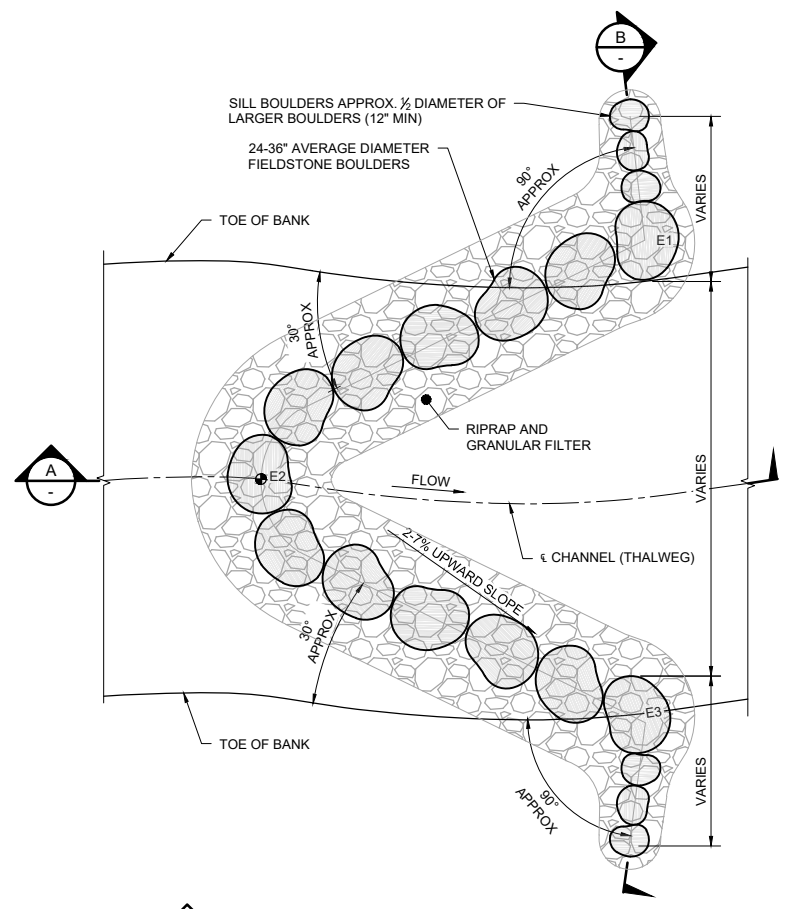 B
-
SILL BOULDERS APPROX. ½ DIAMETER OF
LARGER BOULDERS (12" MIN)
24-36" AVERAGE DIAMETER
FIELDSTONE BOULDERS
90°
APPROX
VARIES
TOE OF BANK
E1
30°
APPROX
RIPRAP AND
GRANULAR FILTER
A
-
E2
FLOW
VARIES
℄ CHANNEL (THALWEG)
2-7% UPWARD SLOPE
30°
APPROX
E3
TOE OF BANK
90°
APPROX
VARIES